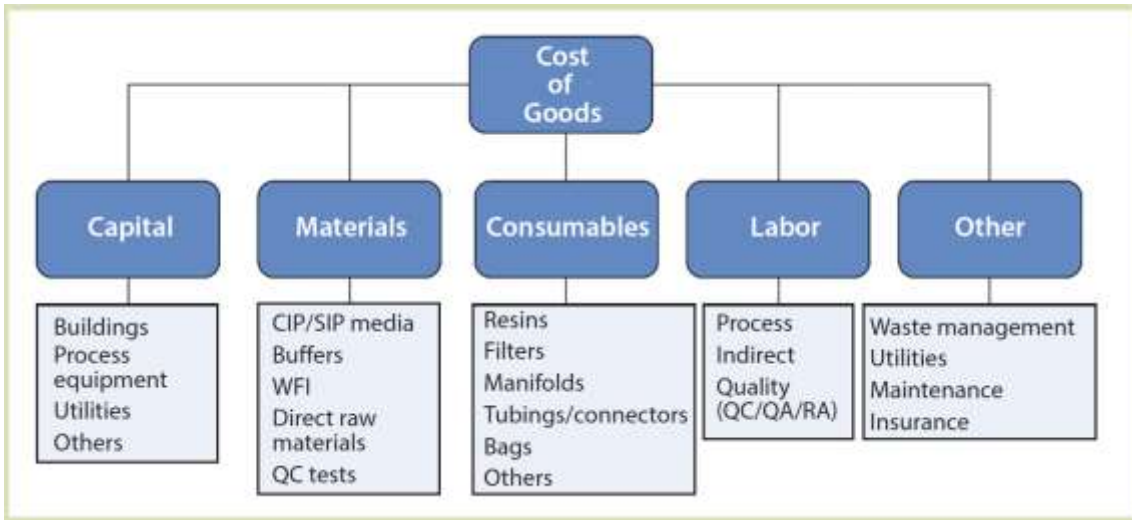 Cost
of
Goods
Capital
Materials
Consumables
Labor
Other
Buildings
Process
equipment
Utilities
Others
CIP/SIP media
Buffers
WFI
Direct raw
materials
QC tests
Resins
Filters
Manifolds
Tubings/connectors
Bags
Others
Process
Indirect
Quality
(QC/QA/RA)
Waste management
Utilities
Maintenance
Insurance